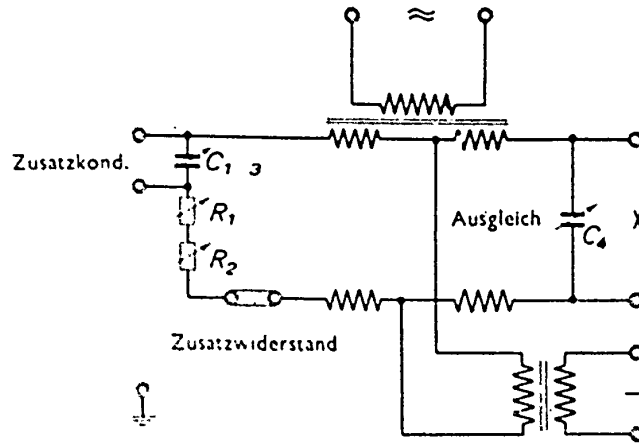 ≈
Zusatzkond.
C1 3
R1
R2
Ausgleich
C4
Zusatzwiderstand